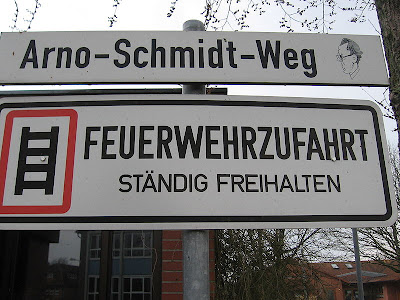 Arno-Schmidt-Weg
FEUERWEHRZUFAHRT
STÄNDIG FREIHALTEN